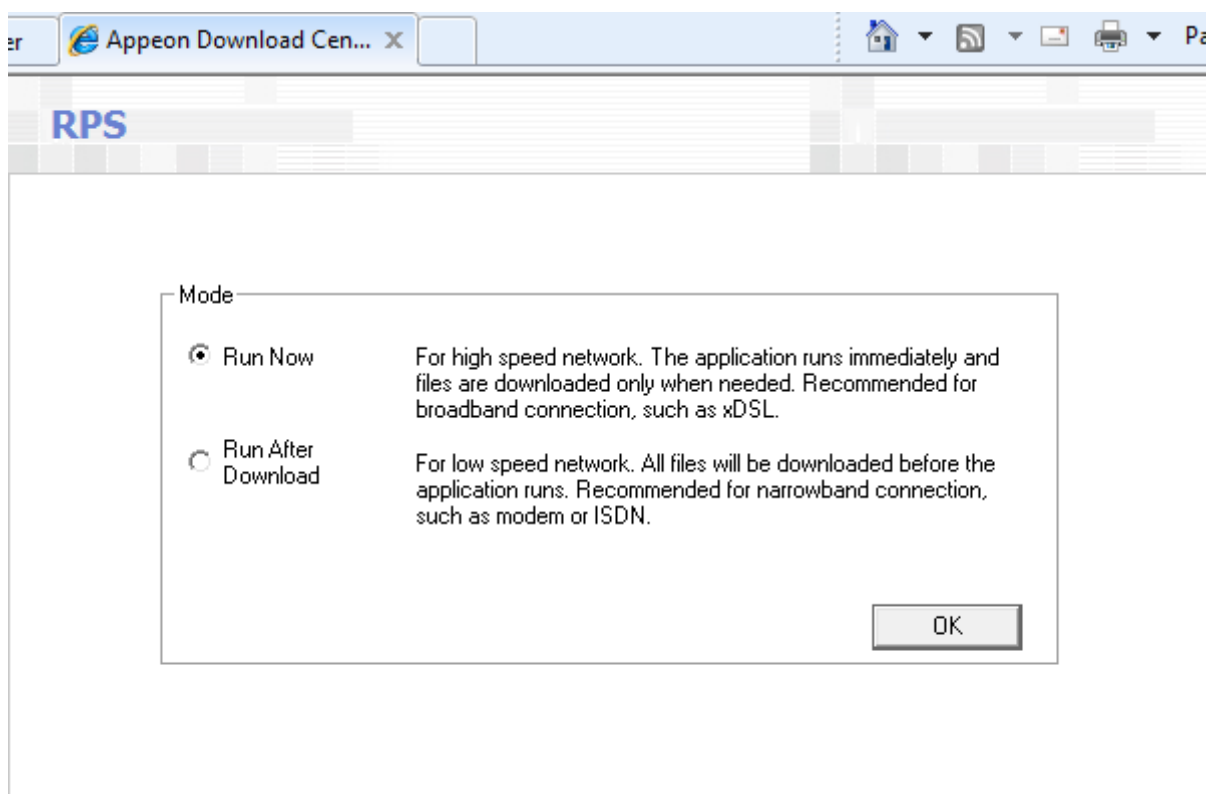 er
Appeon Download Cen...
Pa
RPS
Mode
Run Now
For high speed network. The application runs immediately and
files are downloaded only when needed. Recommended for
broadband connection, such as xDSL.
Run After
Download
For low speed network. All files will be downloaded before the
application runs. Recommended for narrowband connection,
such as modem or ISDN.
OK